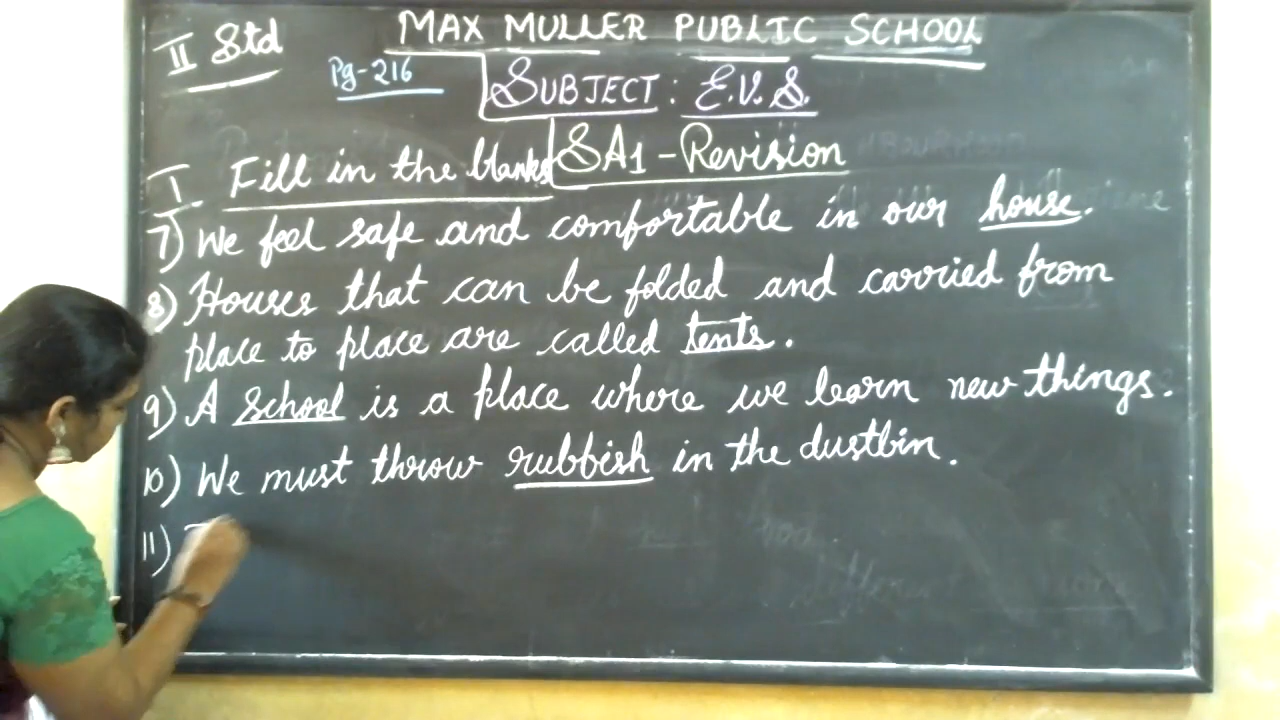 II Std
MAX MULLER PUBLIC SCHOOL
Pg-216
SUBJECT: E.V.S.
SA1 - Revision
I. Fill in the blanks
7) We feel safe and comfortable in our house.
8) Houses that can be folded and carried from
place to place are called tents.
9) A school is a place where we learn new things.
10) We must throw rubbish in the dustbin.
11) T